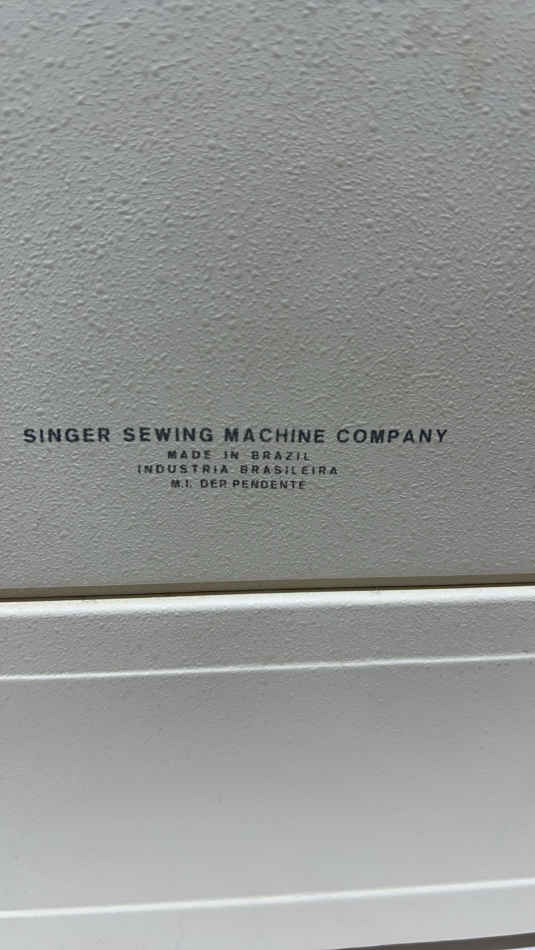 SINGER SEWING MACHINE COMPANY
MADE IN BRAZIL
INDUSTRIA BRASILEIRA
M.I. DEP. PENDENTE